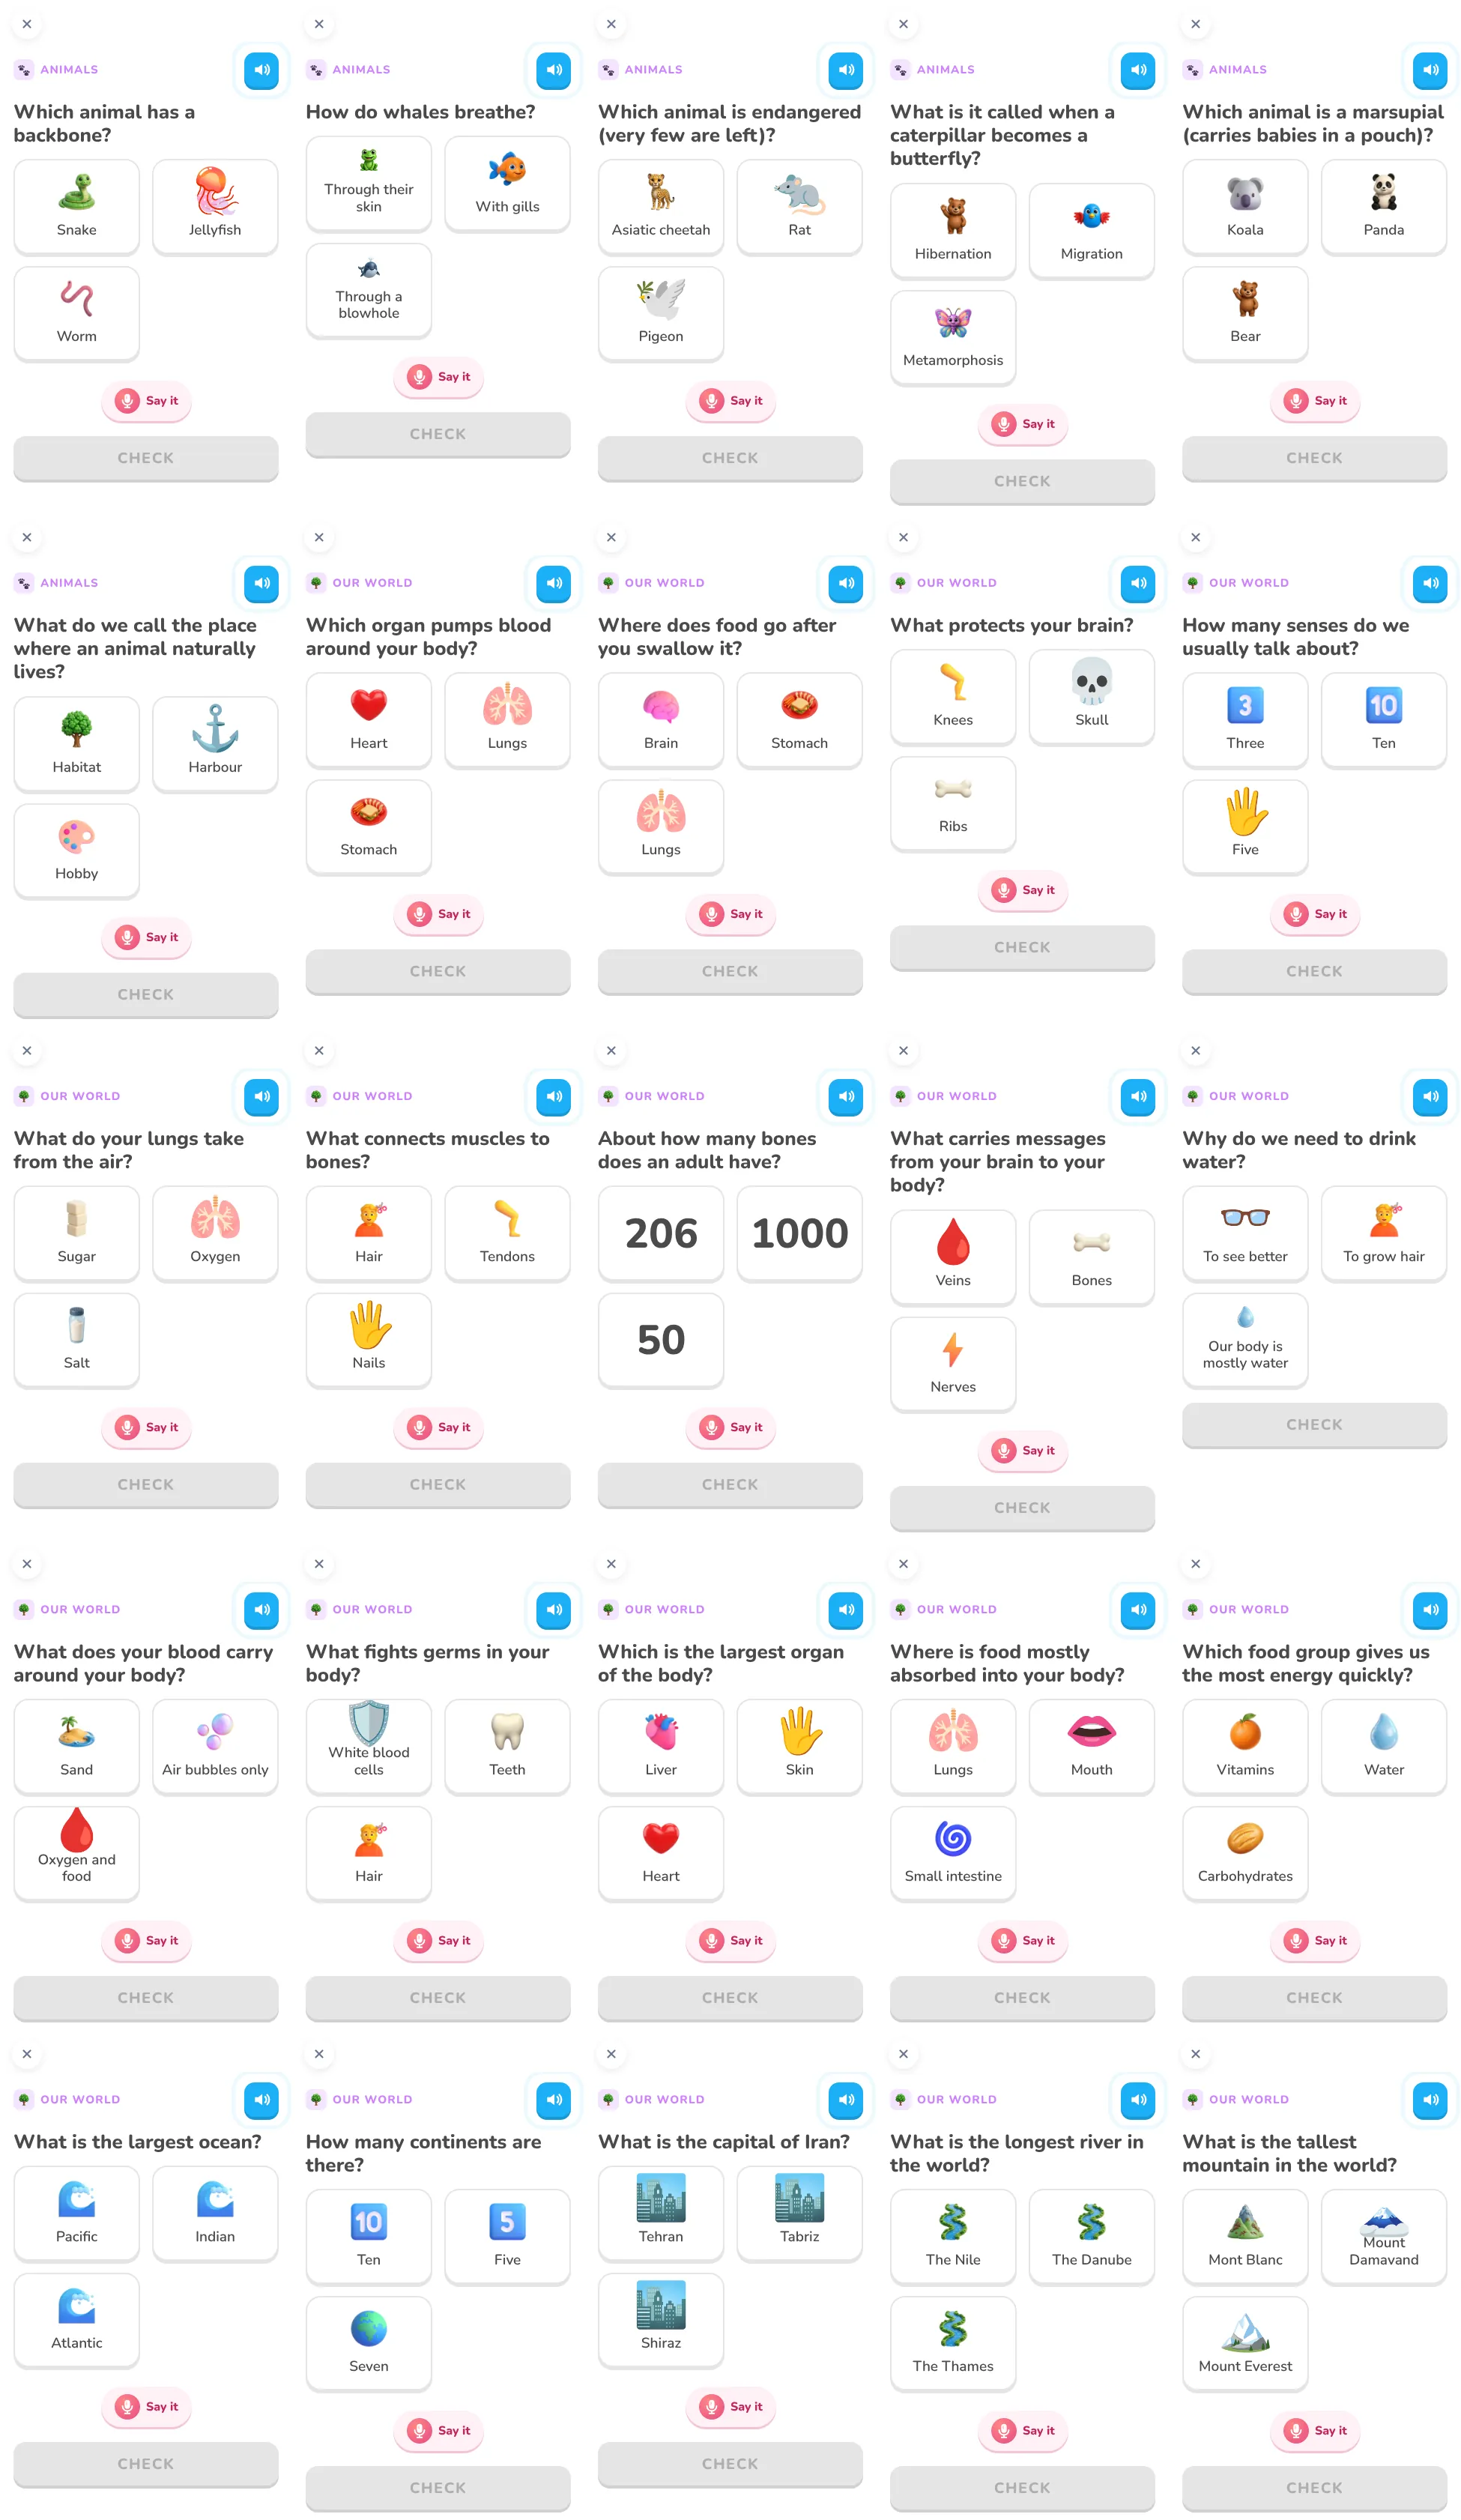 ANIMALS
Which animal has a
backbone?
Snake
Jellyfish
Worm
Say it
CHECK
ANIMALS
How do whales breathe?
Through their
skin
With gills
Through a
blowhole
Say it
CHECK
ANIMALS
Which animal is endangered
(very few are left)?
Asiatic cheetah
Rat
Pigeon
Say it
CHECK
ANIMALS
What is it called when a
caterpillar becomes a
butterfly?
Hibernation
Migration
Metamorphosis
Say it
CHECK
ANIMALS
Which animal is a marsupial
(carries babies in a pouch)?
Koala
Panda
Bear
Say it
CHECK
ANIMALS
What do we call the place
where an animal naturally
lives?
Habitat
Harbour
Hobby
Say it
CHECK
OUR WORLD
Which organ pumps blood
around your body?
Heart
Lungs
Stomach
Say it
CHECK
OUR WORLD
Where does food go after
you swallow it?
Brain
Stomach
Lungs
Say it
CHECK
OUR WORLD
What protects your brain?
Knees
Skull
Ribs
Say it
CHECK
OUR WORLD
How many senses do we
usually talk about?
3
Three
10
Ten
Five
Say it
CHECK
OUR WORLD
What do your lungs take
from the air?
Sugar
Oxygen
Salt
Say it
CHECK
OUR WORLD
What connects muscles to
bones?
Hair
Tendons
Nails
Say it
CHECK
OUR WORLD
About how many bones
does an adult have?
206
1000
50
Say it
CHECK
OUR WORLD
What carries messages
from your brain to your
body?
Veins
Bones
Nerves
Say it
CHECK
OUR WORLD
Why do we need to drink
water?
To see better
To grow hair
Our body is
mostly water
CHECK
OUR WORLD
What does your blood carry
around your body?
Sand
Air bubbles only
Oxygen and
food
Say it
CHECK
OUR WORLD
What fights germs in your
body?
White blood
cells
Teeth
Hair
Say it
CHECK
OUR WORLD
Which is the largest organ
of the body?
Liver
Skin
Heart
Say it
CHECK
OUR WORLD
Where is food mostly
absorbed into your body?
Lungs
Mouth
Small intestine
Say it
CHECK
OUR WORLD
Which food group gives us
the most energy quickly?
Vitamins
Water
Carbohydrates
Say it
CHECK
OUR WORLD
What is the largest ocean?
Pacific
Indian
Atlantic
Say it
CHECK
OUR WORLD
How many continents are
there?
10
Ten
5
Five
Seven
Say it
CHECK
OUR WORLD
What is the capital of Iran?
Tehran
Tabriz
Shiraz
Say it
CHECK
OUR WORLD
What is the longest river in
the world?
The Nile
The Danube
The Thames
Say it
CHECK
OUR WORLD
What is the tallest
mountain in the world?
Mont Blanc
Mount
Damavand
Mount Everest
Say it
CHECK